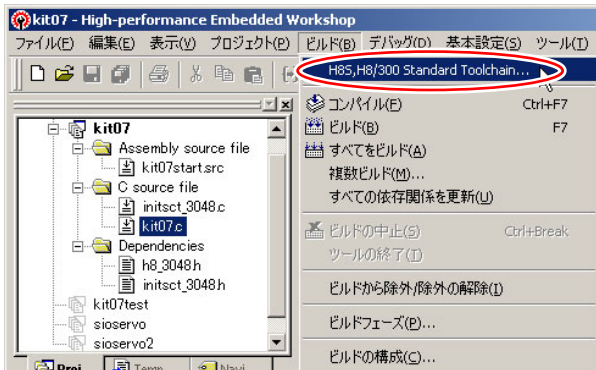 kit07 - High-performance Embedded Workshop
ファイル(F) 編集(E) 表示(V) プロジェクト(P) ビルド(B) デバッグ(D) 基本設定(S) ツール(T)
H8S,H8/300 Standard Toolchain...
コンパイル(F) Ctrl+F7
ビルド(B) F7
すべてをビルド(A)
複数ビルド(M)...
すべての依存関係を更新(U)
ビルドの中止(S) Ctrl+Break
ツールの終了(T)
ビルドから除外/除外の解除(I)
ビルドフェーズ(P)...
ビルドの構成(C)...
kit07
Assembly source file
kit07start.src
C source file
initsct_3048.c
kit07.c
Dependencies
h8_3048.h
initsct_3048.h
kit07test
sioservo
sioservo2
Proj
Temp
Navi